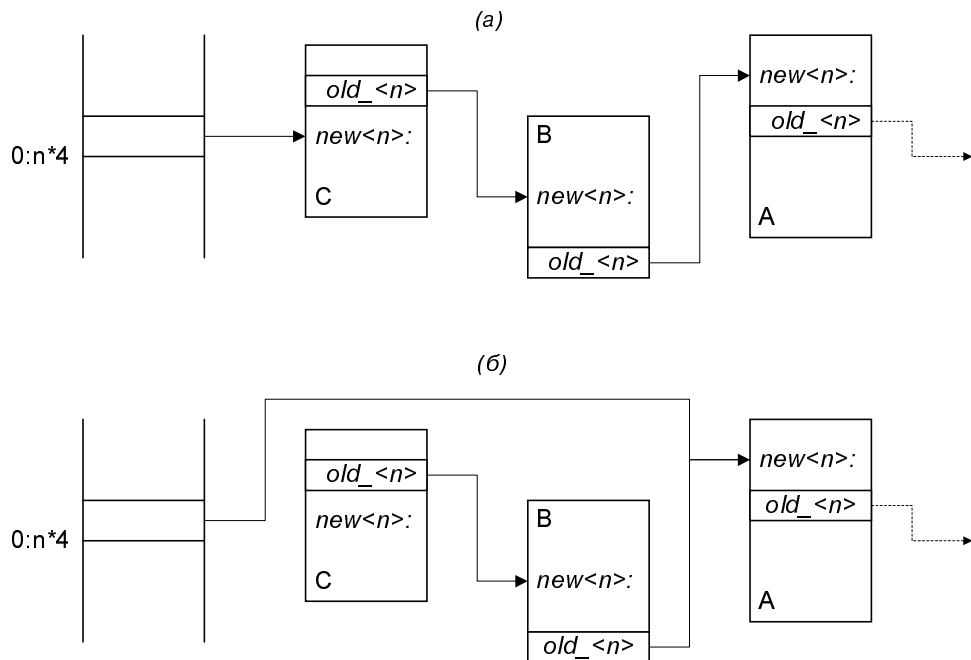 (а)
new<n>:
old_<n>
old_<n>
new<n>:
B
0:n*4
new<n>:
C
A
old_<n>
(б)
new<n>:
old_<n>
old_<n>
new<n>:
B
0:n*4
new<n>:
C
A
old_<n>